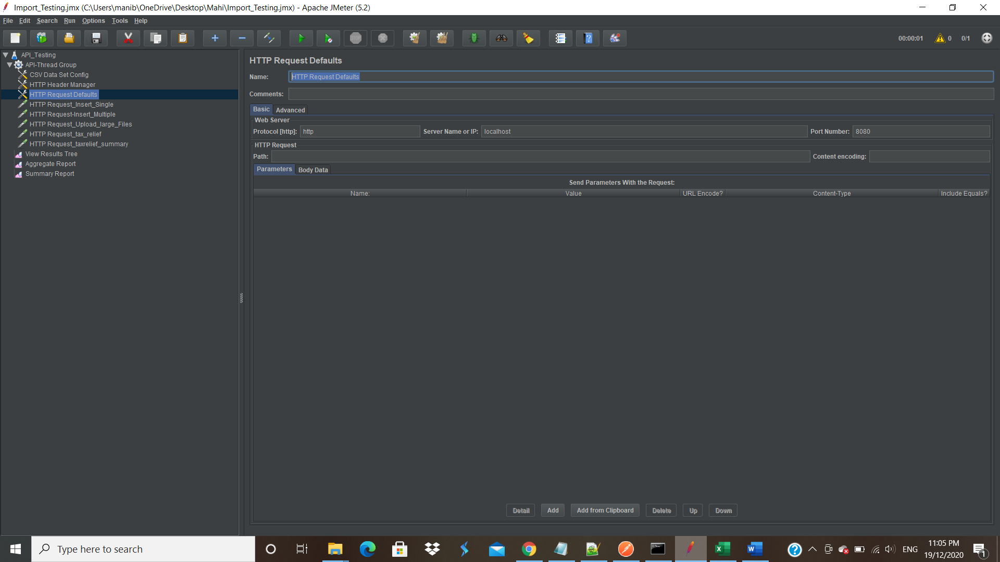 Import_Testing.jmx (C:\Users\manib\OneDrive\Desktop\Mahi\Import_Testing.jmx) - Apache JMeter (5.2)
File Edit Search Run Options Tools Help
STOP
00:00:01 0 0/1
API_Testing
API-Thread Group
CSV Data Set Config
HTTP Header Manager
HTTP Request Defaults
HTTP Request_Insert_Single
HTTP Request-Insert_Multiple
HTTP Request_Upload_large_Files
HTTP Request_tax_relief
HTTP Request_taxrelief_summary
View Results Tree
Aggregate Report
Summary Report
HTTP Request Defaults
Name: HTTP Request Defaults
Comments:
Basic Advanced
Web Server
Protocol [http]: http Server Name or IP: localhost Port Number: 8080
HTTP Request
Path: Content encoding:
Parameters Body Data
Send Parameters With the Request:
Name: Value URL Encode? Content-Type Include Equals?
Detail Add Add from Clipboard Delete Up Down
Type here to search
ENG
11:05 PM
19/12/2020
1